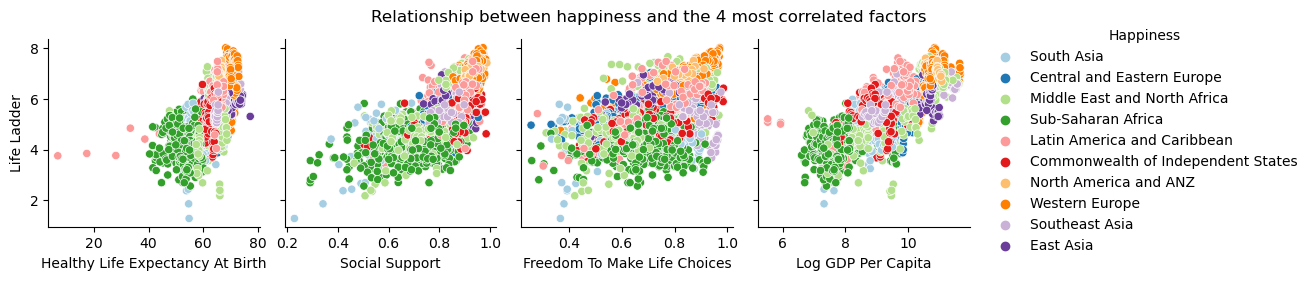 Relationship between happiness and the 4 most correlated factors
Life Ladder
8
6
4
2
20 40 60 80
Healthy Life Expectancy At Birth
0.2 0.4 0.6 0.8 1.0
Social Support
0.4 0.6 0.8 1.0
Freedom To Make Life Choices
6 8 10
Log GDP Per Capita
Happiness
South Asia
Central and Eastern Europe
Middle East and North Africa
Sub-Saharan Africa
Latin America and Caribbean
Commonwealth of Independent States
North America and ANZ
Western Europe
Southeast Asia
East Asia